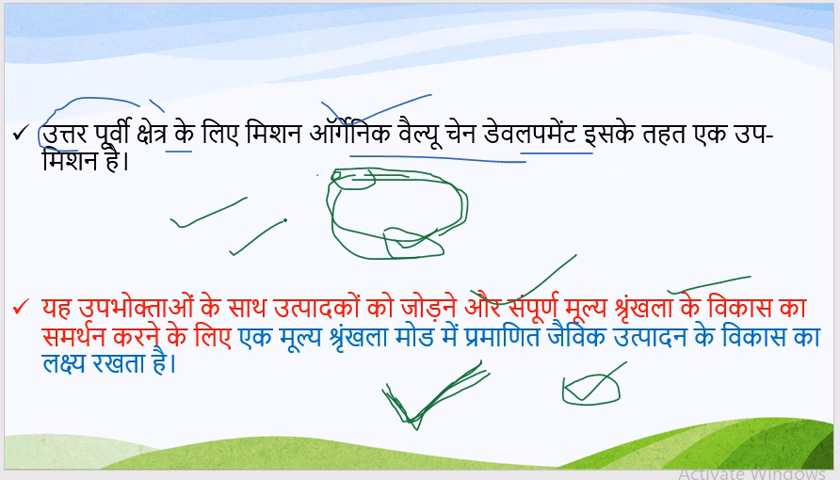 ✓ उत्तर पूर्वी क्षेत्र के लिए मिशन ऑर्गेनिक वैल्यू चेन डेवलपमेंट इसके तहत एक उप-
मिशन है।
✓ यह उपभोक्ताओं के साथ उत्पादकों को जोड़ने और संपूर्ण मूल्य श्रृंखला के विकास का
समर्थन करने के लिए एक मूल्य श्रृंखला मोड में प्रमाणित जैविक उत्पादन के विकास का
लक्ष्य रखता है।
Activate Windows